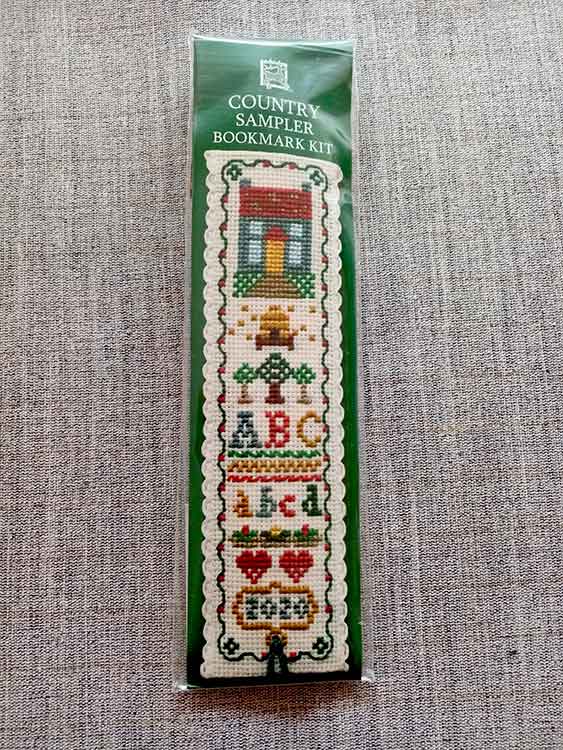 COUNTRY
SAMPLER
BOOKMARK KIT
ABC
abcd
2020